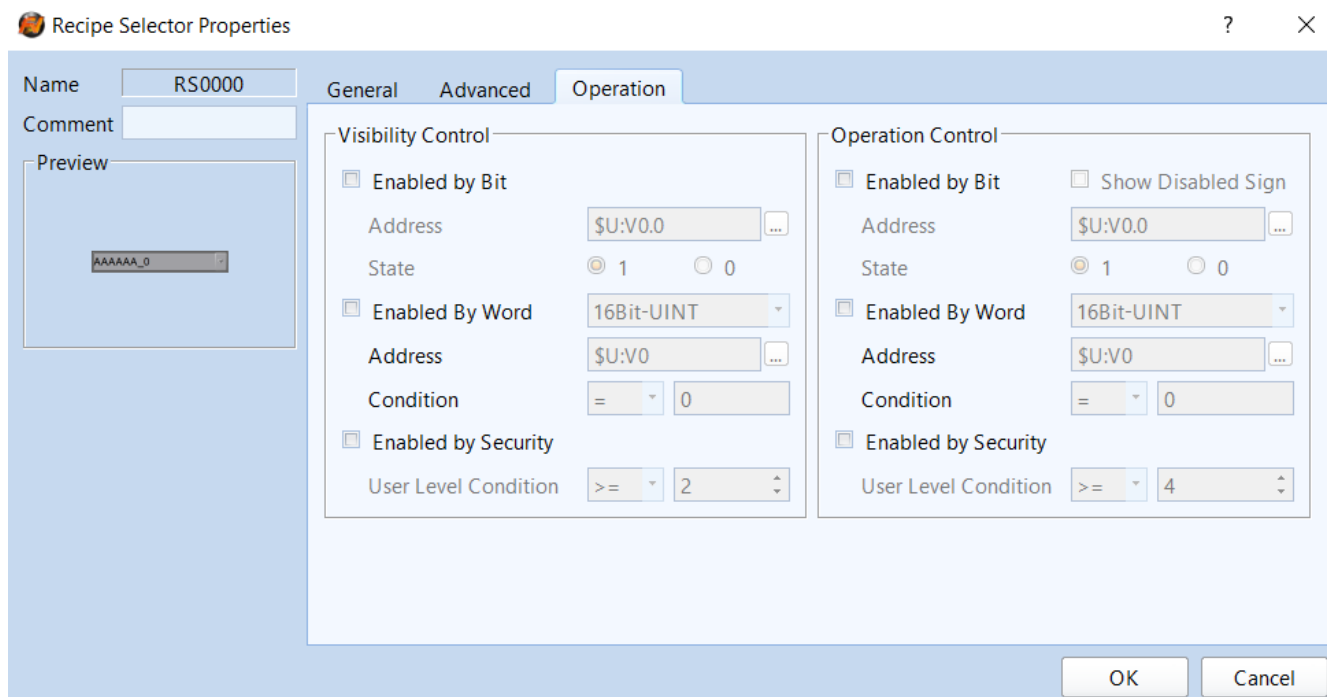 Recipe Selector Properties ? ×
Name RS0000
Comment
Preview
AAAAAA_0
General Advanced Operation
Visibility Control
Enabled by Bit
Address $U:V0.0 ...
State 1 0
Enabled By Word 16Bit-UINT
Address $U:V0 ...
Condition = 0
Enabled by Security
User Level Condition >= 2
Operation Control
Enabled by Bit Show Disabled Sign
Address $U:V0.0 ...
State 1 0
Enabled By Word 16Bit-UINT
Address $U:V0 ...
Condition = 0
Enabled by Security
User Level Condition >= 4
OK Cancel